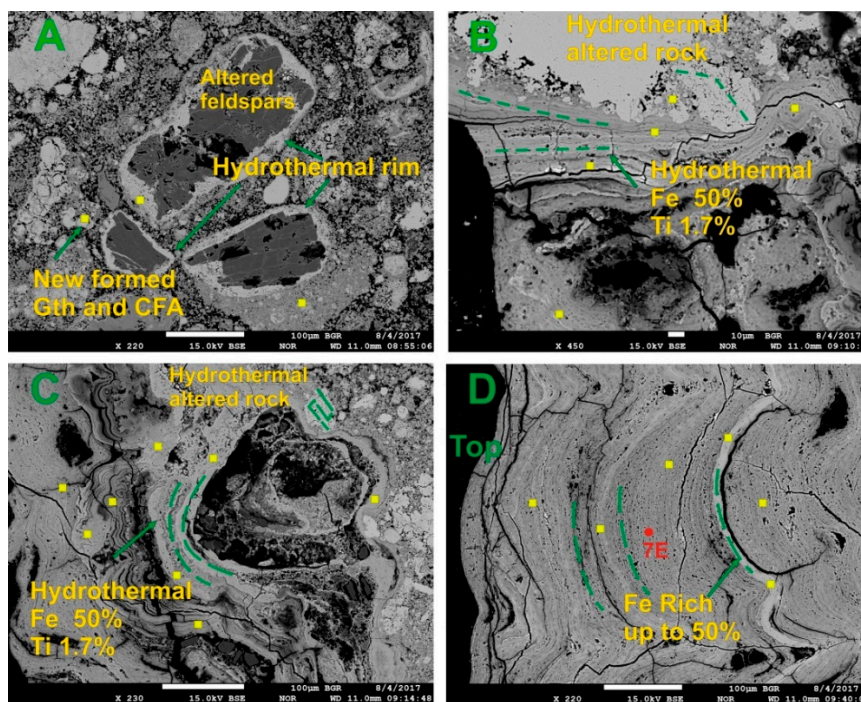 A
Altered
feldspars
Hydrothermal rim
New formed
Gth and CFA
100µm BGR 8/4/2017
X 220 15.0kV BSE NOR WD 11.0mm 08:55:06
B
Hydrothermal
altered rock
Hydrothermal
Fe 50%
Ti 1.7%
10µm BGR 8/4/2017
X 450 15.0kV BSE NOR WD 11.0mm 09:10:
C
Hydrothermal
altered rock
Hydrothermal
Fe 50%
Ti 1.7%
100µm BGR 8/4/2017
X 230 15.0kV BSE NOR WD 11.0mm 09:14:48
D
Top
7E
Fe Rich
up to 50%
100µm BGR 8/4/2017
X 220 15.0kV BSE NOR WD 11.0mm 09:40: